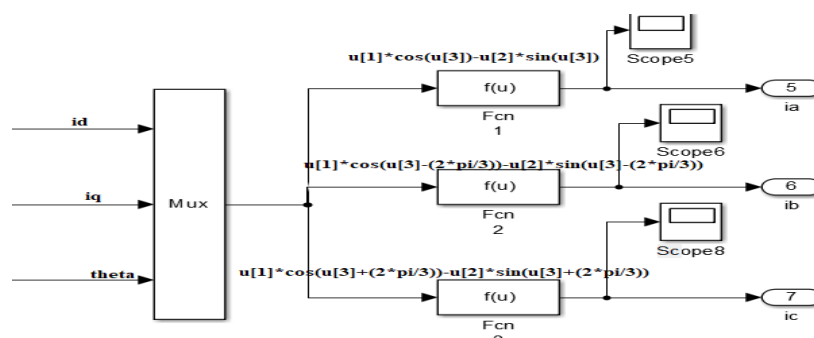 Scope5
u[1]*cos(u[3])-u[2]*sin(u[3])
f(u)
Fcn
1
5
ia
id
Scope6
u[1]*cos(u[3]-(2*pi/3))-u[2]*sin(u[3]-(2*pi/3))
Mux
f(u)
Fcn
2
6
ib
iq
Scope8
theta
u[1]*cos(u[3]+(2*pi/3))-u[2]*sin(u[3]+(2*pi/3))
f(u)
Fcn
7
ic